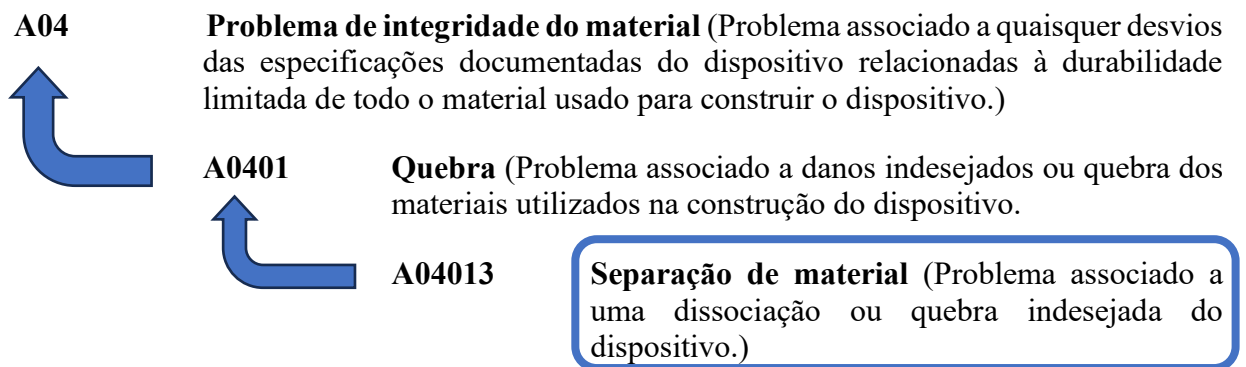 A04 Problema de integridade do material (Problema associado a quaisquer desvios
das especificações documentadas do dispositivo relacionadas à durabilidade
limitada de todo o material usado para construir o dispositivo.)
A0401 Quebra (Problema associado a danos indesejados ou quebra dos
materiais utilizados na construção do dispositivo.
A04013 Separação de material (Problema associado a
uma dissociação ou quebra indesejada do
dispositivo.)